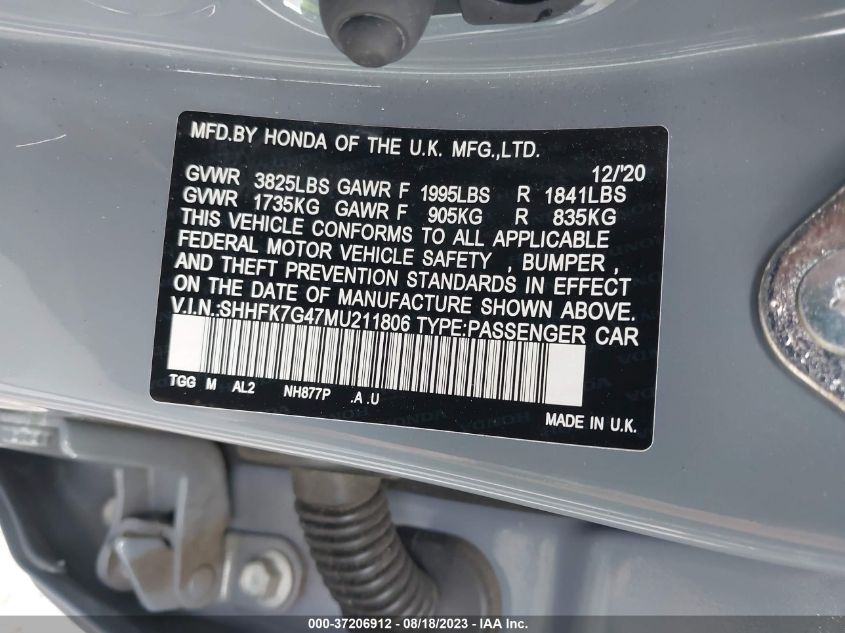 MFD.BY HONDA OF THE U.K. MFG.,LTD.
12/'20
GVWR 3825LBS GAWR F 1995LBS R 1841LBS
GVWR 1735KG GAWR F 905KG R 835KG
THIS VEHICLE CONFORMS TO ALL APPLICABLE
FEDERAL MOTOR VEHICLE SAFETY , BUMPER ,
AND THEFT PREVENTION STANDARDS IN EFFECT
ON THE DATE OF MANUFACTURE SHOWN ABOVE.
V.I.N.:SHHFK7G47MU211806 TYPE:PASSENGER CAR
TGG M AL2 NH877P .A .U
MADE IN U.K.
000-37206912 / 08/18/2023 - IAA Inc.